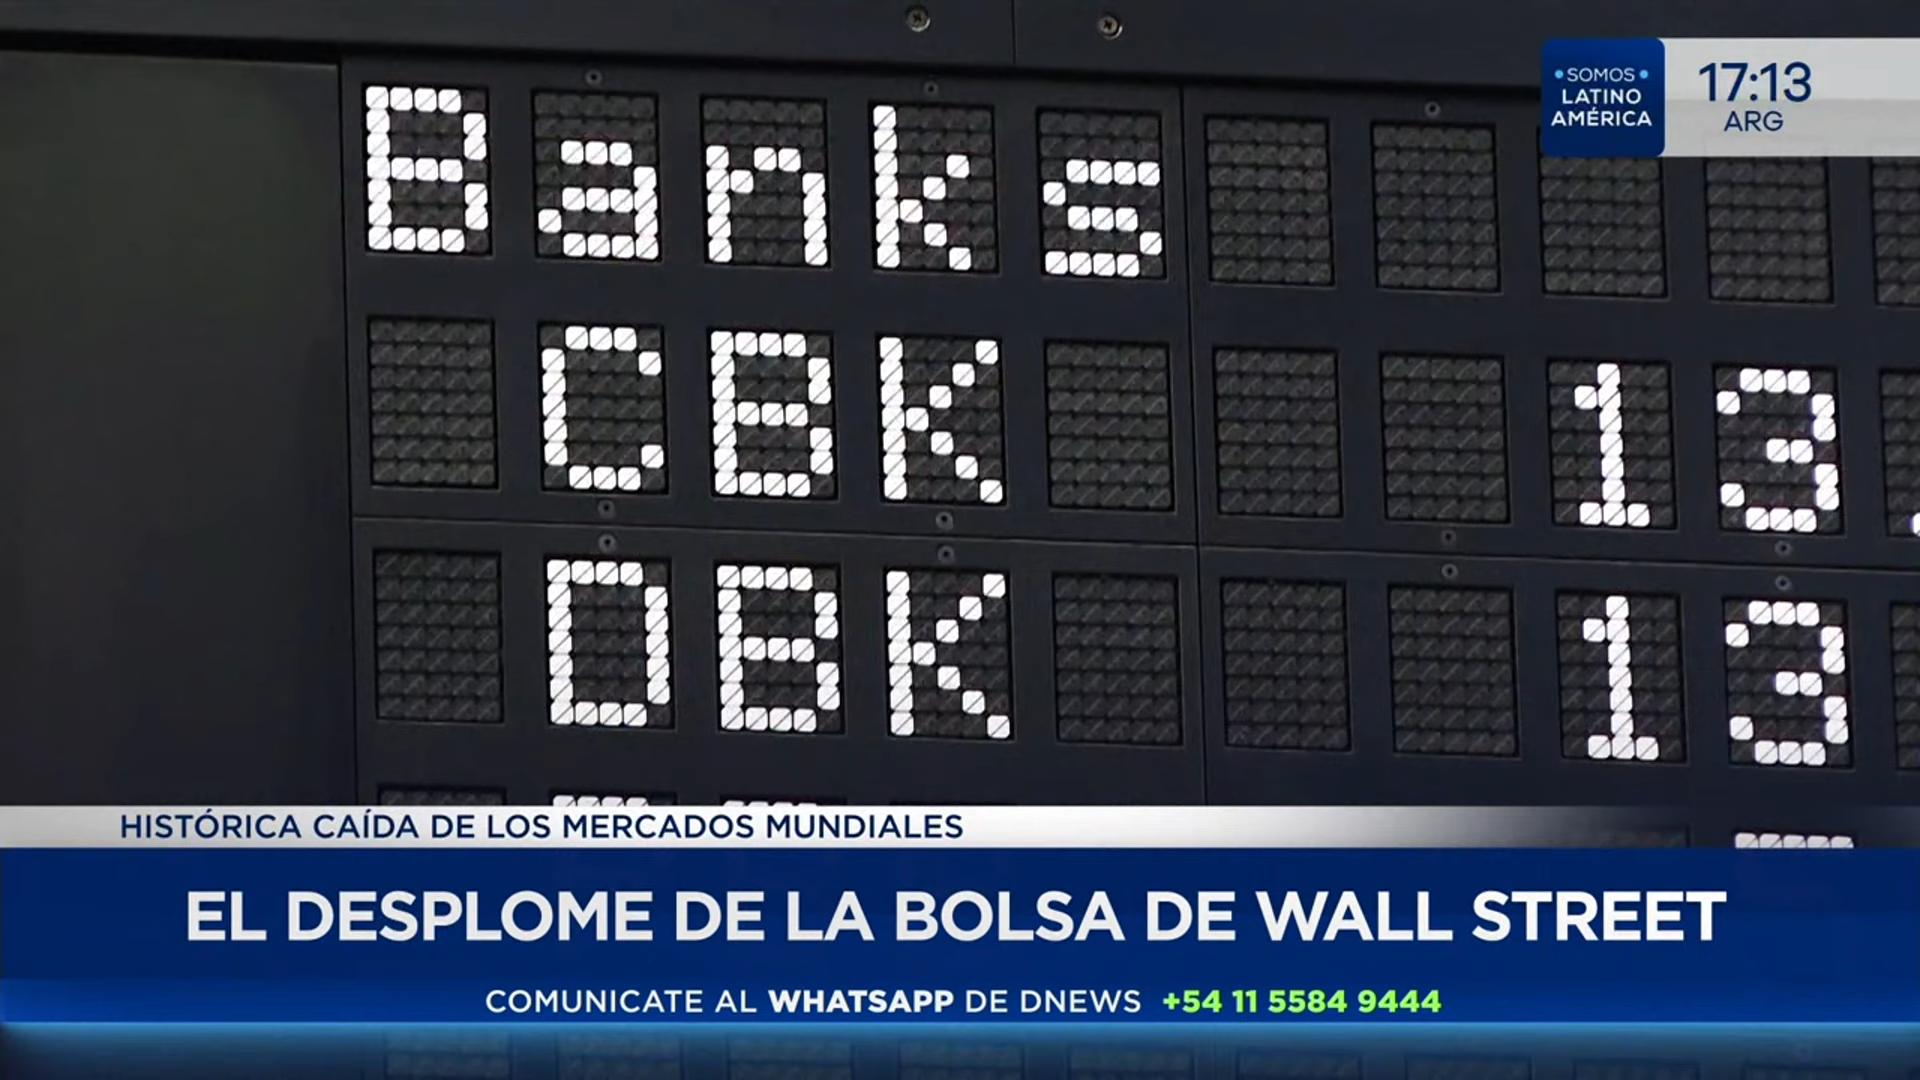 Banks
CBK 13
DBK 13
•SOMOS•
LATINO
AMÉRICA
17:13
ARG
HISTÓRICA CAÍDA DE LOS MERCADOS MUNDIALES
EL DESPLOME DE LA BOLSA DE WALL STREET
COMUNICATE AL WHATSAPP DE DNEWS +54 11 5584 9444